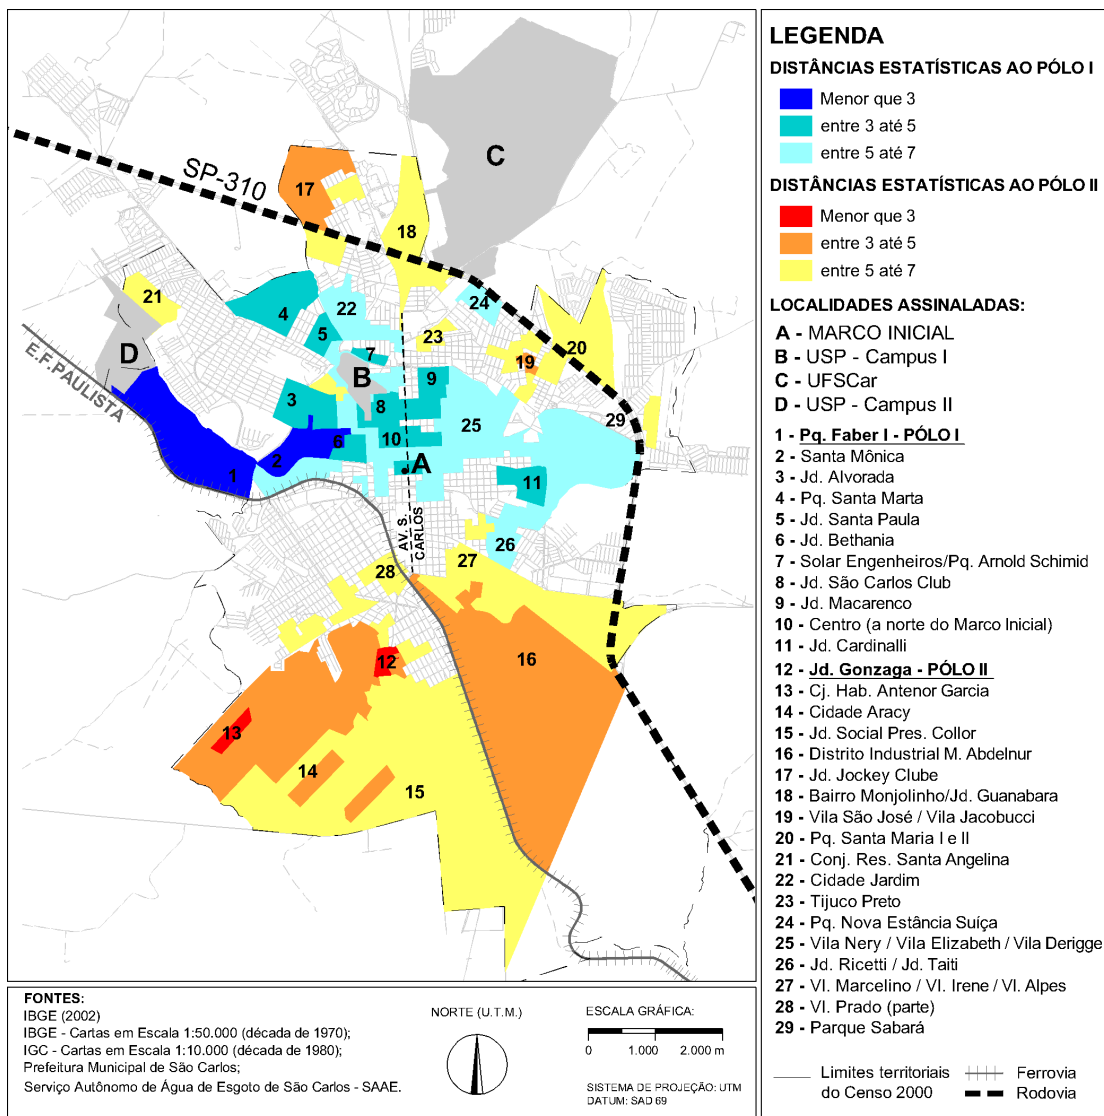 SP-310
E.F.PAULISTA
AV. S.
CARLOS
C
17
18
21
4
22
24
5
23
D
7
B
19
20
9
3
8
29
25
6
10
2
A
1
11
26
27
28
12
16
13
14
15
LEGENDA
DISTÂNCIAS ESTATÍSTICAS AO PÓLO I
Menor que 3
entre 3 até 5
entre 5 até 7
DISTÂNCIAS ESTATÍSTICAS AO PÓLO II
Menor que 3
entre 3 até 5
entre 5 até 7
LOCALIDADES ASSINALADAS:
A - MARCO INICIAL
B - USP - Campus I
C - UFSCar
D - USP - Campus II
1 - Pq. Faber I - PÓLO I
2 - Santa Mônica
3 - Jd. Alvorada
4 - Pq. Santa Marta
5 - Jd. Santa Paula
6 - Jd. Bethania
7 - Solar Engenheiros/Pq. Arnold Schimid
8 - Jd. São Carlos Club
9 - Jd. Macarenco
10 - Centro (a norte do Marco Inicial)
11 - Jd. Cardinalli
12 - Jd. Gonzaga - PÓLO II
13 - Cj. Hab. Antenor Garcia
14 - Cidade Aracy
15 - Jd. Social Pres. Collor
16 - Distrito Industrial M. Abdelnur
17 - Jd. Jockey Clube
18 - Bairro Monjolinho/Jd. Guanabara
19 - Vila São José / Vila Jacobucci
20 - Pq. Santa Maria I e II
21 - Conj. Res. Santa Angelina
22 - Cidade Jardim
23 - Tijuco Preto
24 - Pq. Nova Estância Suíça
25 - Vila Nery / Vila Elizabeth / Vila Derigge
26 - Jd. Ricetti / Jd. Taiti
27 - Vl. Marcelino / Vl. Irene / Vl. Alpes
28 - Vl. Prado (parte)
29 - Parque Sabará
Limites territoriais
do Censo 2000
Ferrovia
Rodovia
FONTES:
IBGE (2002)
IBGE - Cartas em Escala 1:50.000 (década de 1970);
IGC - Cartas em Escala 1:10.000 (década de 1980);
Prefeitura Municipal de São Carlos;
Serviço Autônomo de Água de Esgoto de São Carlos - SAAE.
NORTE (U.T.M.)
ESCALA GRÁFICA:
0 1.000 2.000 m
SISTEMA DE PROJEÇÃO: UTM
DATUM: SAD 69